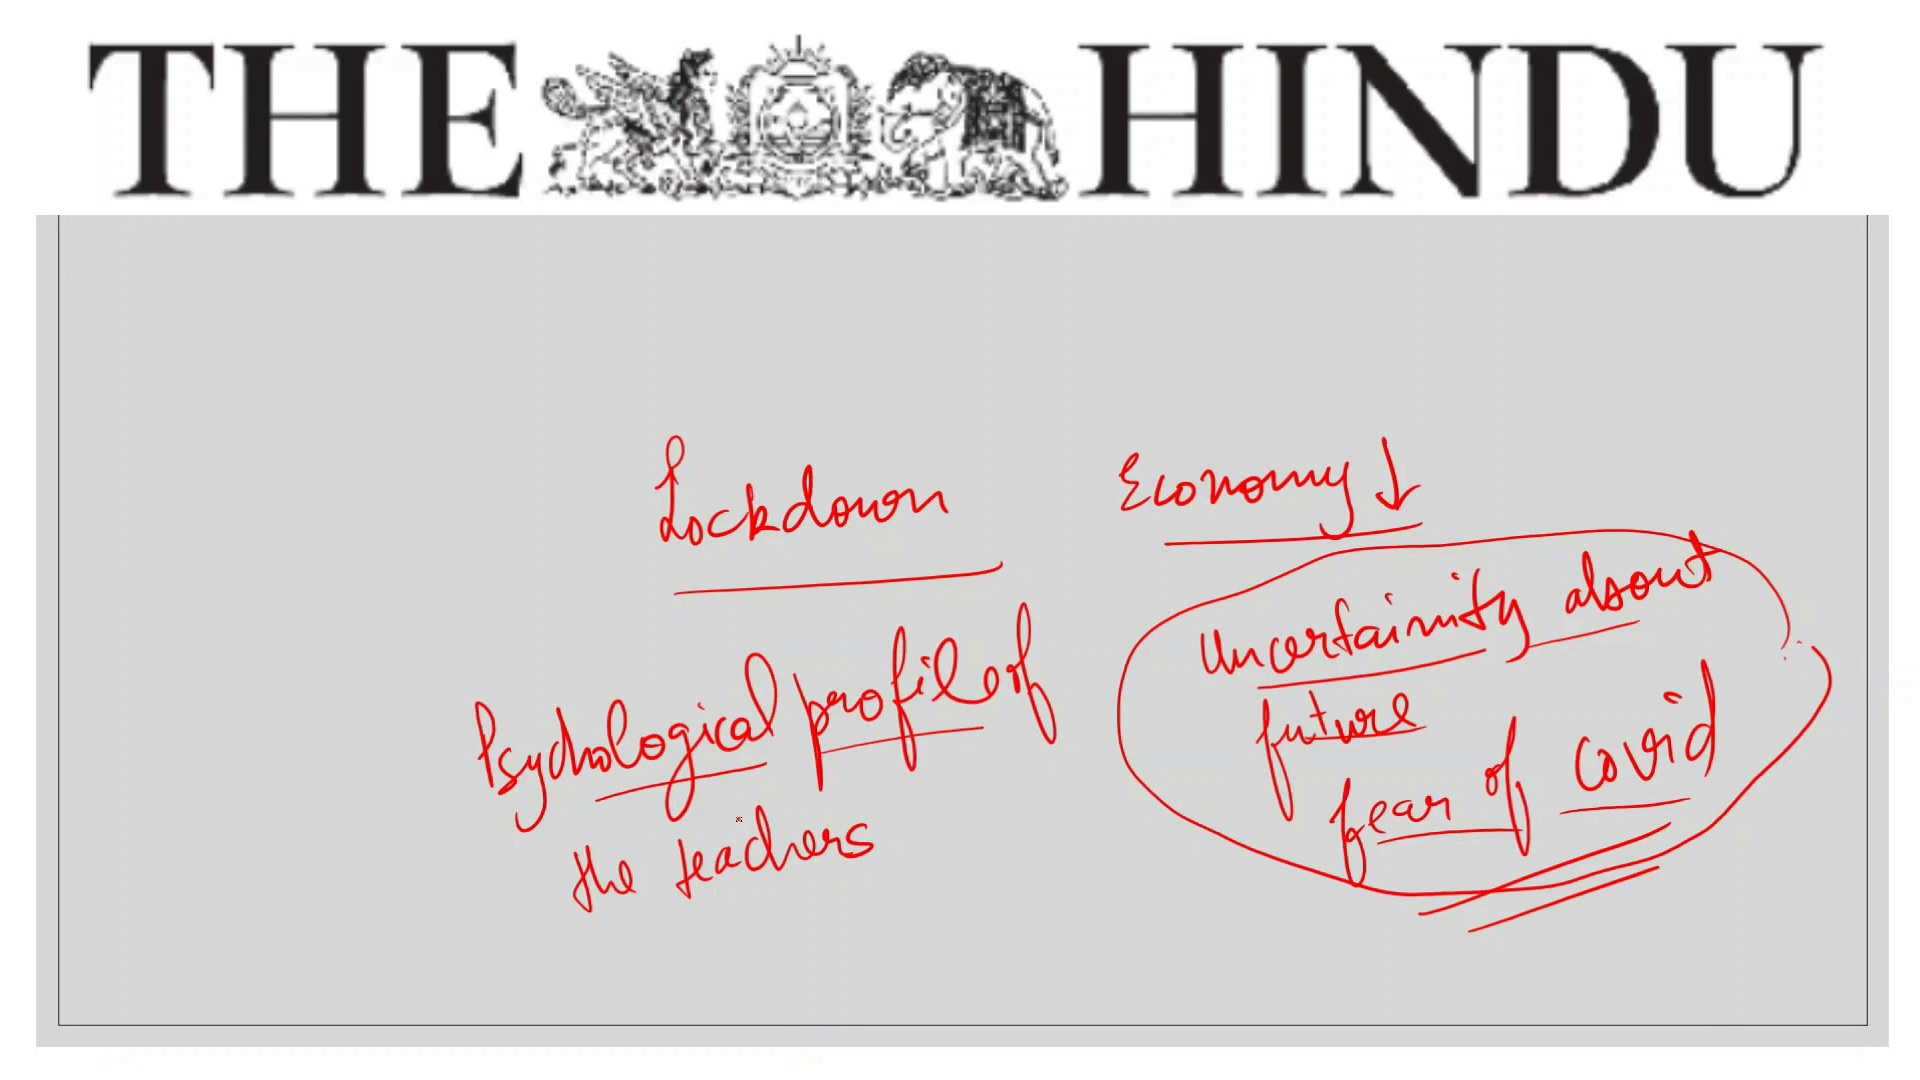 THE HINDU
Lockdown
Economy ↓
Psychological profile of
the teachers
Uncertainity about
future
fear of covid